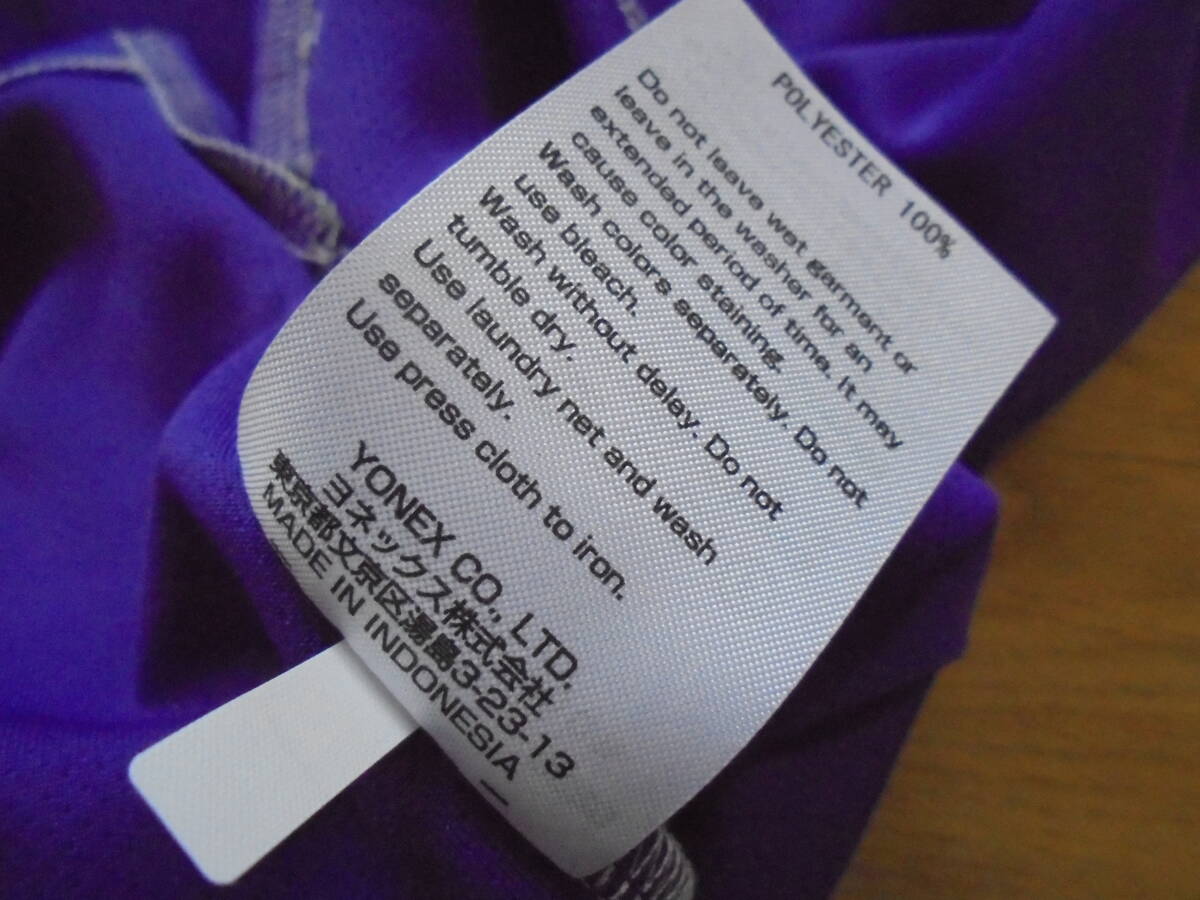 POLYESTER 100%
Do not leave wet garment or
leave in the washer for an
extended period of time. It may
cause color staining.
Wash colors separately. Do not
use bleach.
Wash without delay. Do not
tumble dry.
Use laundry net and wash
separately.
Use press cloth to iron.
YONEX CO., LTD.
ヨネックス株式会社
東京都文京区湯島3-23-13
MADE IN INDONESIA